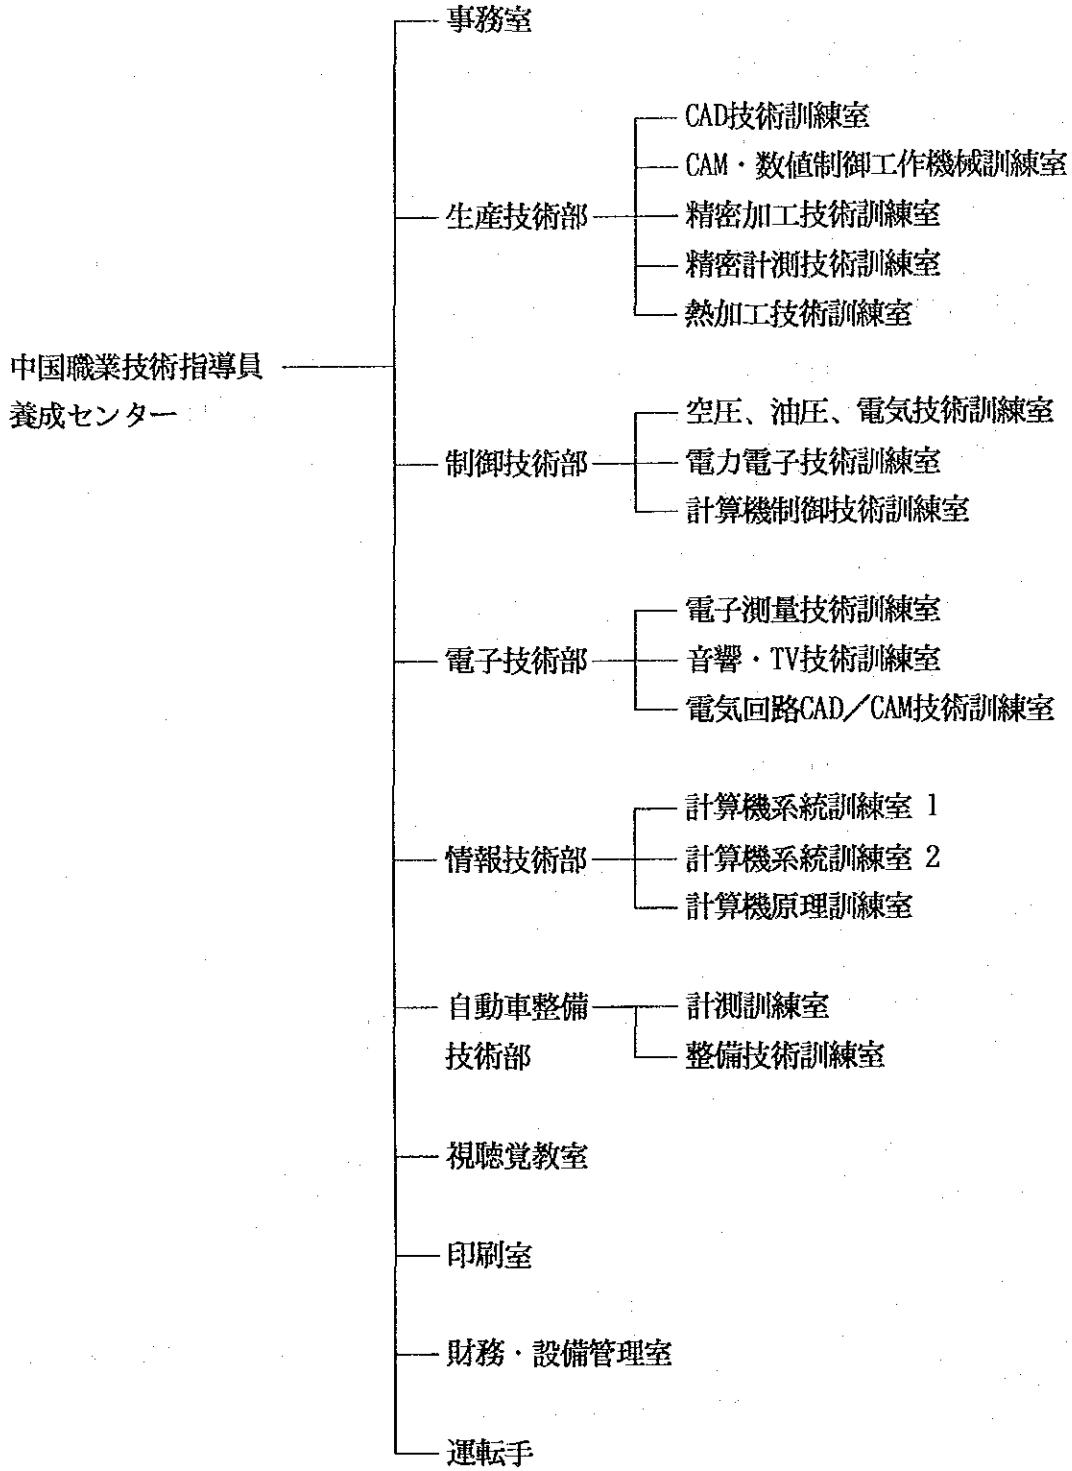 事務室
CAD技術訓練室
CAM・数値制御工作機械訓練室
生産技術部
精密加工技術訓練室
精密計測技術訓練室
熱加工技術訓練室
中国職業技術指導員
養成センター
空圧、油圧、電気技術訓練室
制御技術部
電力電子技術訓練室
計算機制御技術訓練室
電子測量技術訓練室
電子技術部
音響・TV技術訓練室
電気回路CAD／CAM技術訓練室
計算機系統訓練室 1
情報技術部
計算機系統訓練室 2
計算機原理訓練室
自動車整備
技術部
計測訓練室
整備技術訓練室
視聴覚教室
印刷室
財務・設備管理室
運転手